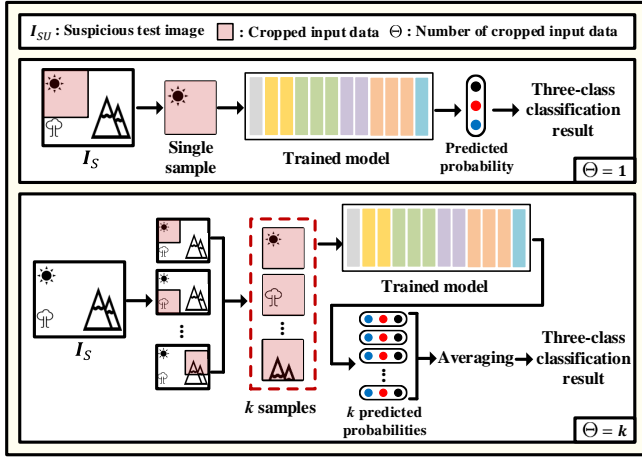 I_SU : Suspicious test image : Cropped input data Θ : Number of cropped input data
I_S
Single
sample
Trained model
Predicted
probability
Three-class
classification
result
Θ = 1
I_S
k samples
Trained model
k predicted
probabilities
Averaging
Three-class
classification
result
Θ = k